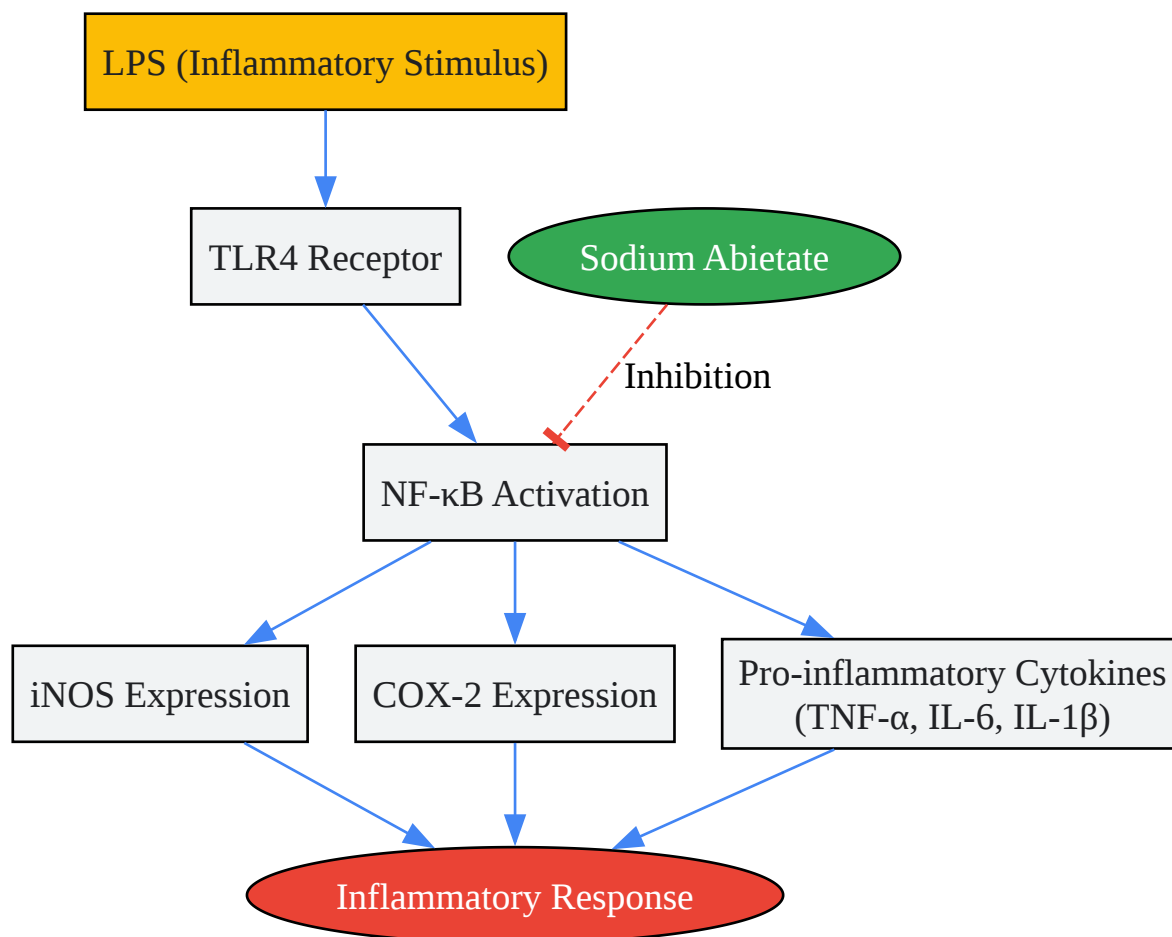 LPS (Inflammatory Stimulus)
TLR4 Receptor
Sodium Abietate
Inhibition
NF-κB Activation
iNOS Expression
COX-2 Expression
Pro-inflammatory Cytokines
(TNF-α, IL-6, IL-1β)
Inflammatory Response